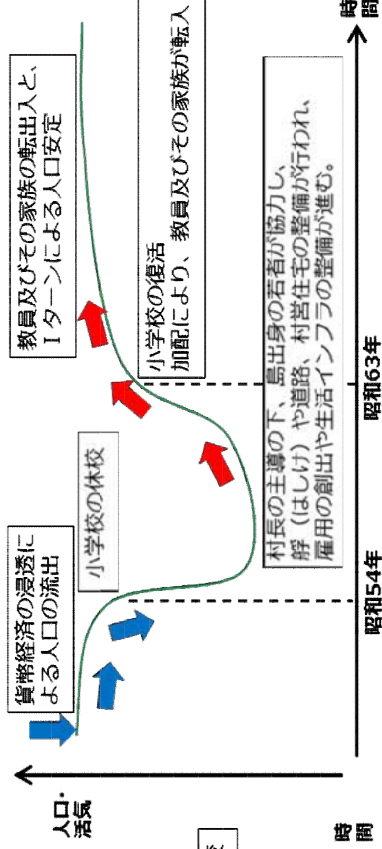 人口・
活気
貨幣経済の浸透に
よる人口の流出
小学校の休校
教員及びその家族の転出入と、
Iターンによる人口安定
小学校の復活
加配により、教員及びその家族が転入
村長の主導の下、島出身の若者が協力し、
艀（はしけ）や道路、村営住宅の整備が行われ、
雇用の創出や生活インフラの整備が進む。
昭和54年
昭和63年
時間
時間